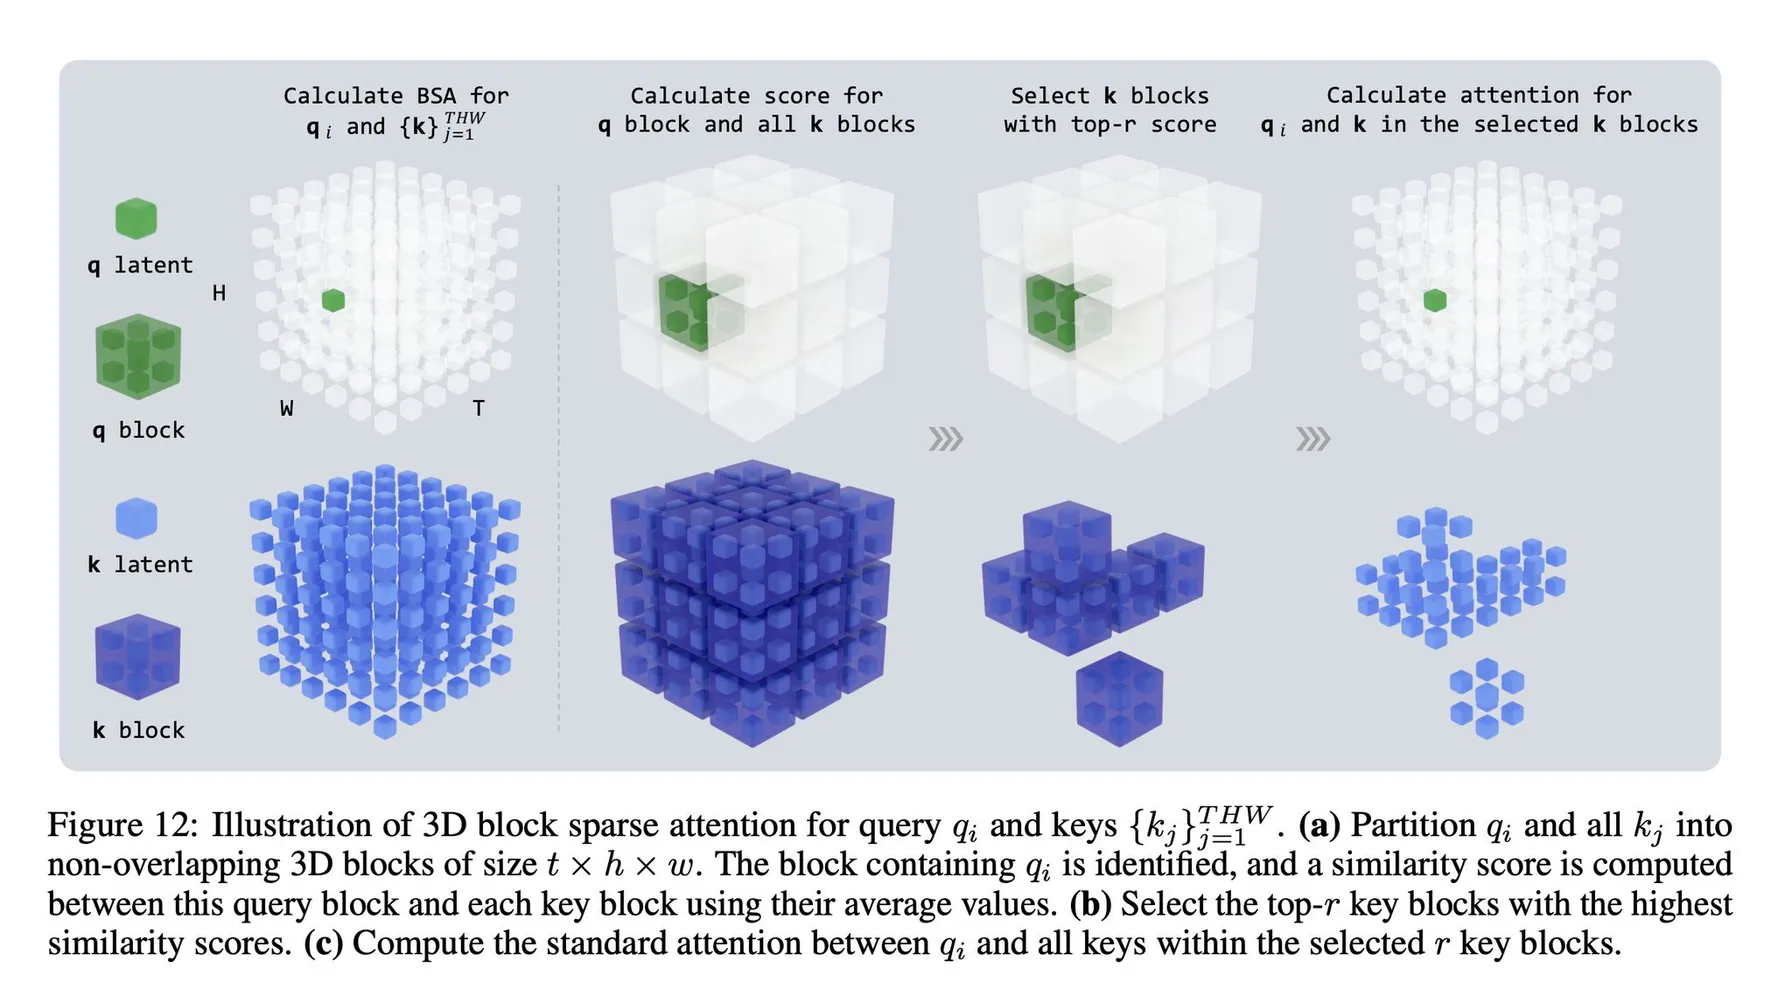 Calculate BSA for
q i and {k}_{j=1}^{THW}
Calculate score for
q block and all k blocks
Select k blocks
with top-r score
Calculate attention for
q i and k in the selected k blocks
q latent
H
q block
W
T
k latent
k block
Figure 12: Illustration of 3D block sparse attention for query q_i and keys {k_j}_{j=1}^{THW}. (a) Partition q_i and all k_j into
non-overlapping 3D blocks of size t × h × w. The block containing q_i is identified, and a similarity score is computed
between this query block and each key block using their average values. (b) Select the top-r key blocks with the highest
similarity scores. (c) Compute the standard attention between q_i and all keys within the selected r key blocks.